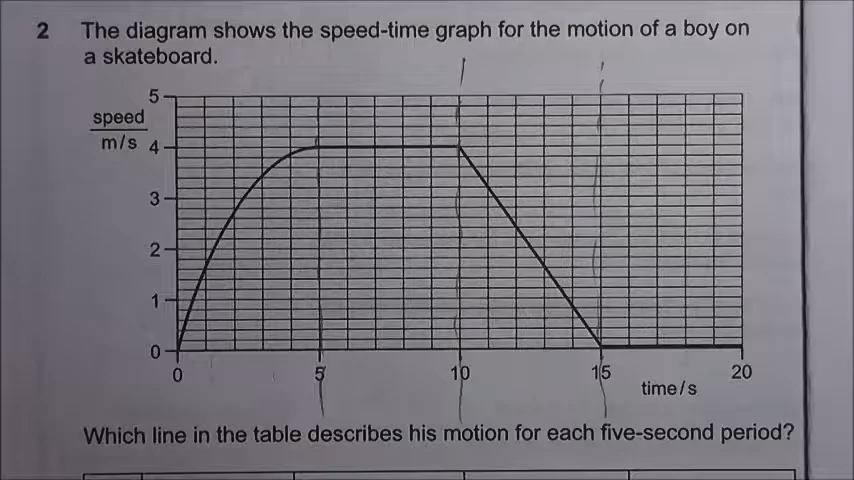 2 The diagram shows the speed-time graph for the motion of a boy on
a skateboard.
5
speed
m/s
4
3
2
1
0
0 5 10 15 20
time/s
Which line in the table describes his motion for each five-second period?